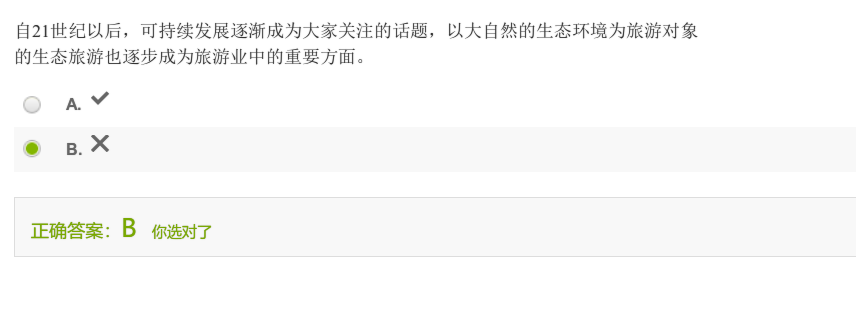 自21世纪以后，可持续发展逐渐成为大家关注的话题，以大自然的生态环境为旅游对象
的生态旅游也逐步成为旅游业中的重要方面。
A. ✔
B. ✕
正确答案：B 你选对了